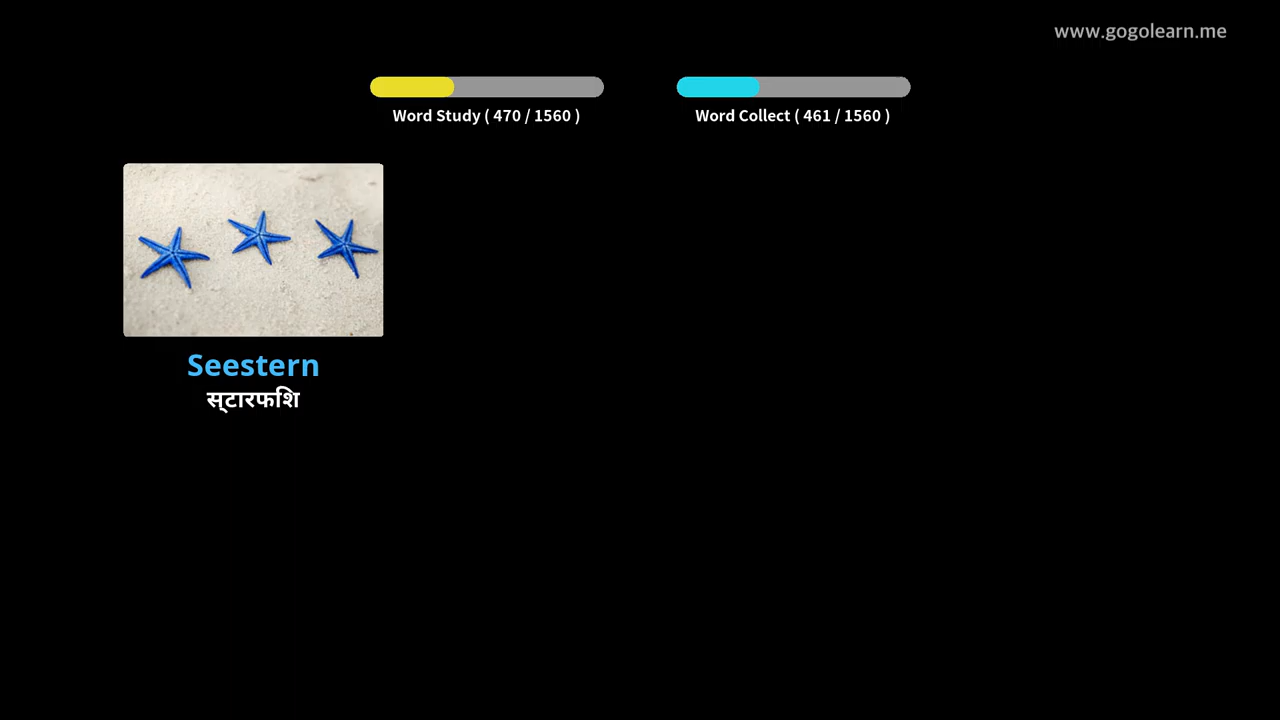 www.gogolearn.me
Word Study ( 470 / 1560 )
Word Collect ( 461 / 1560 )
Seestern
स्टारफिश